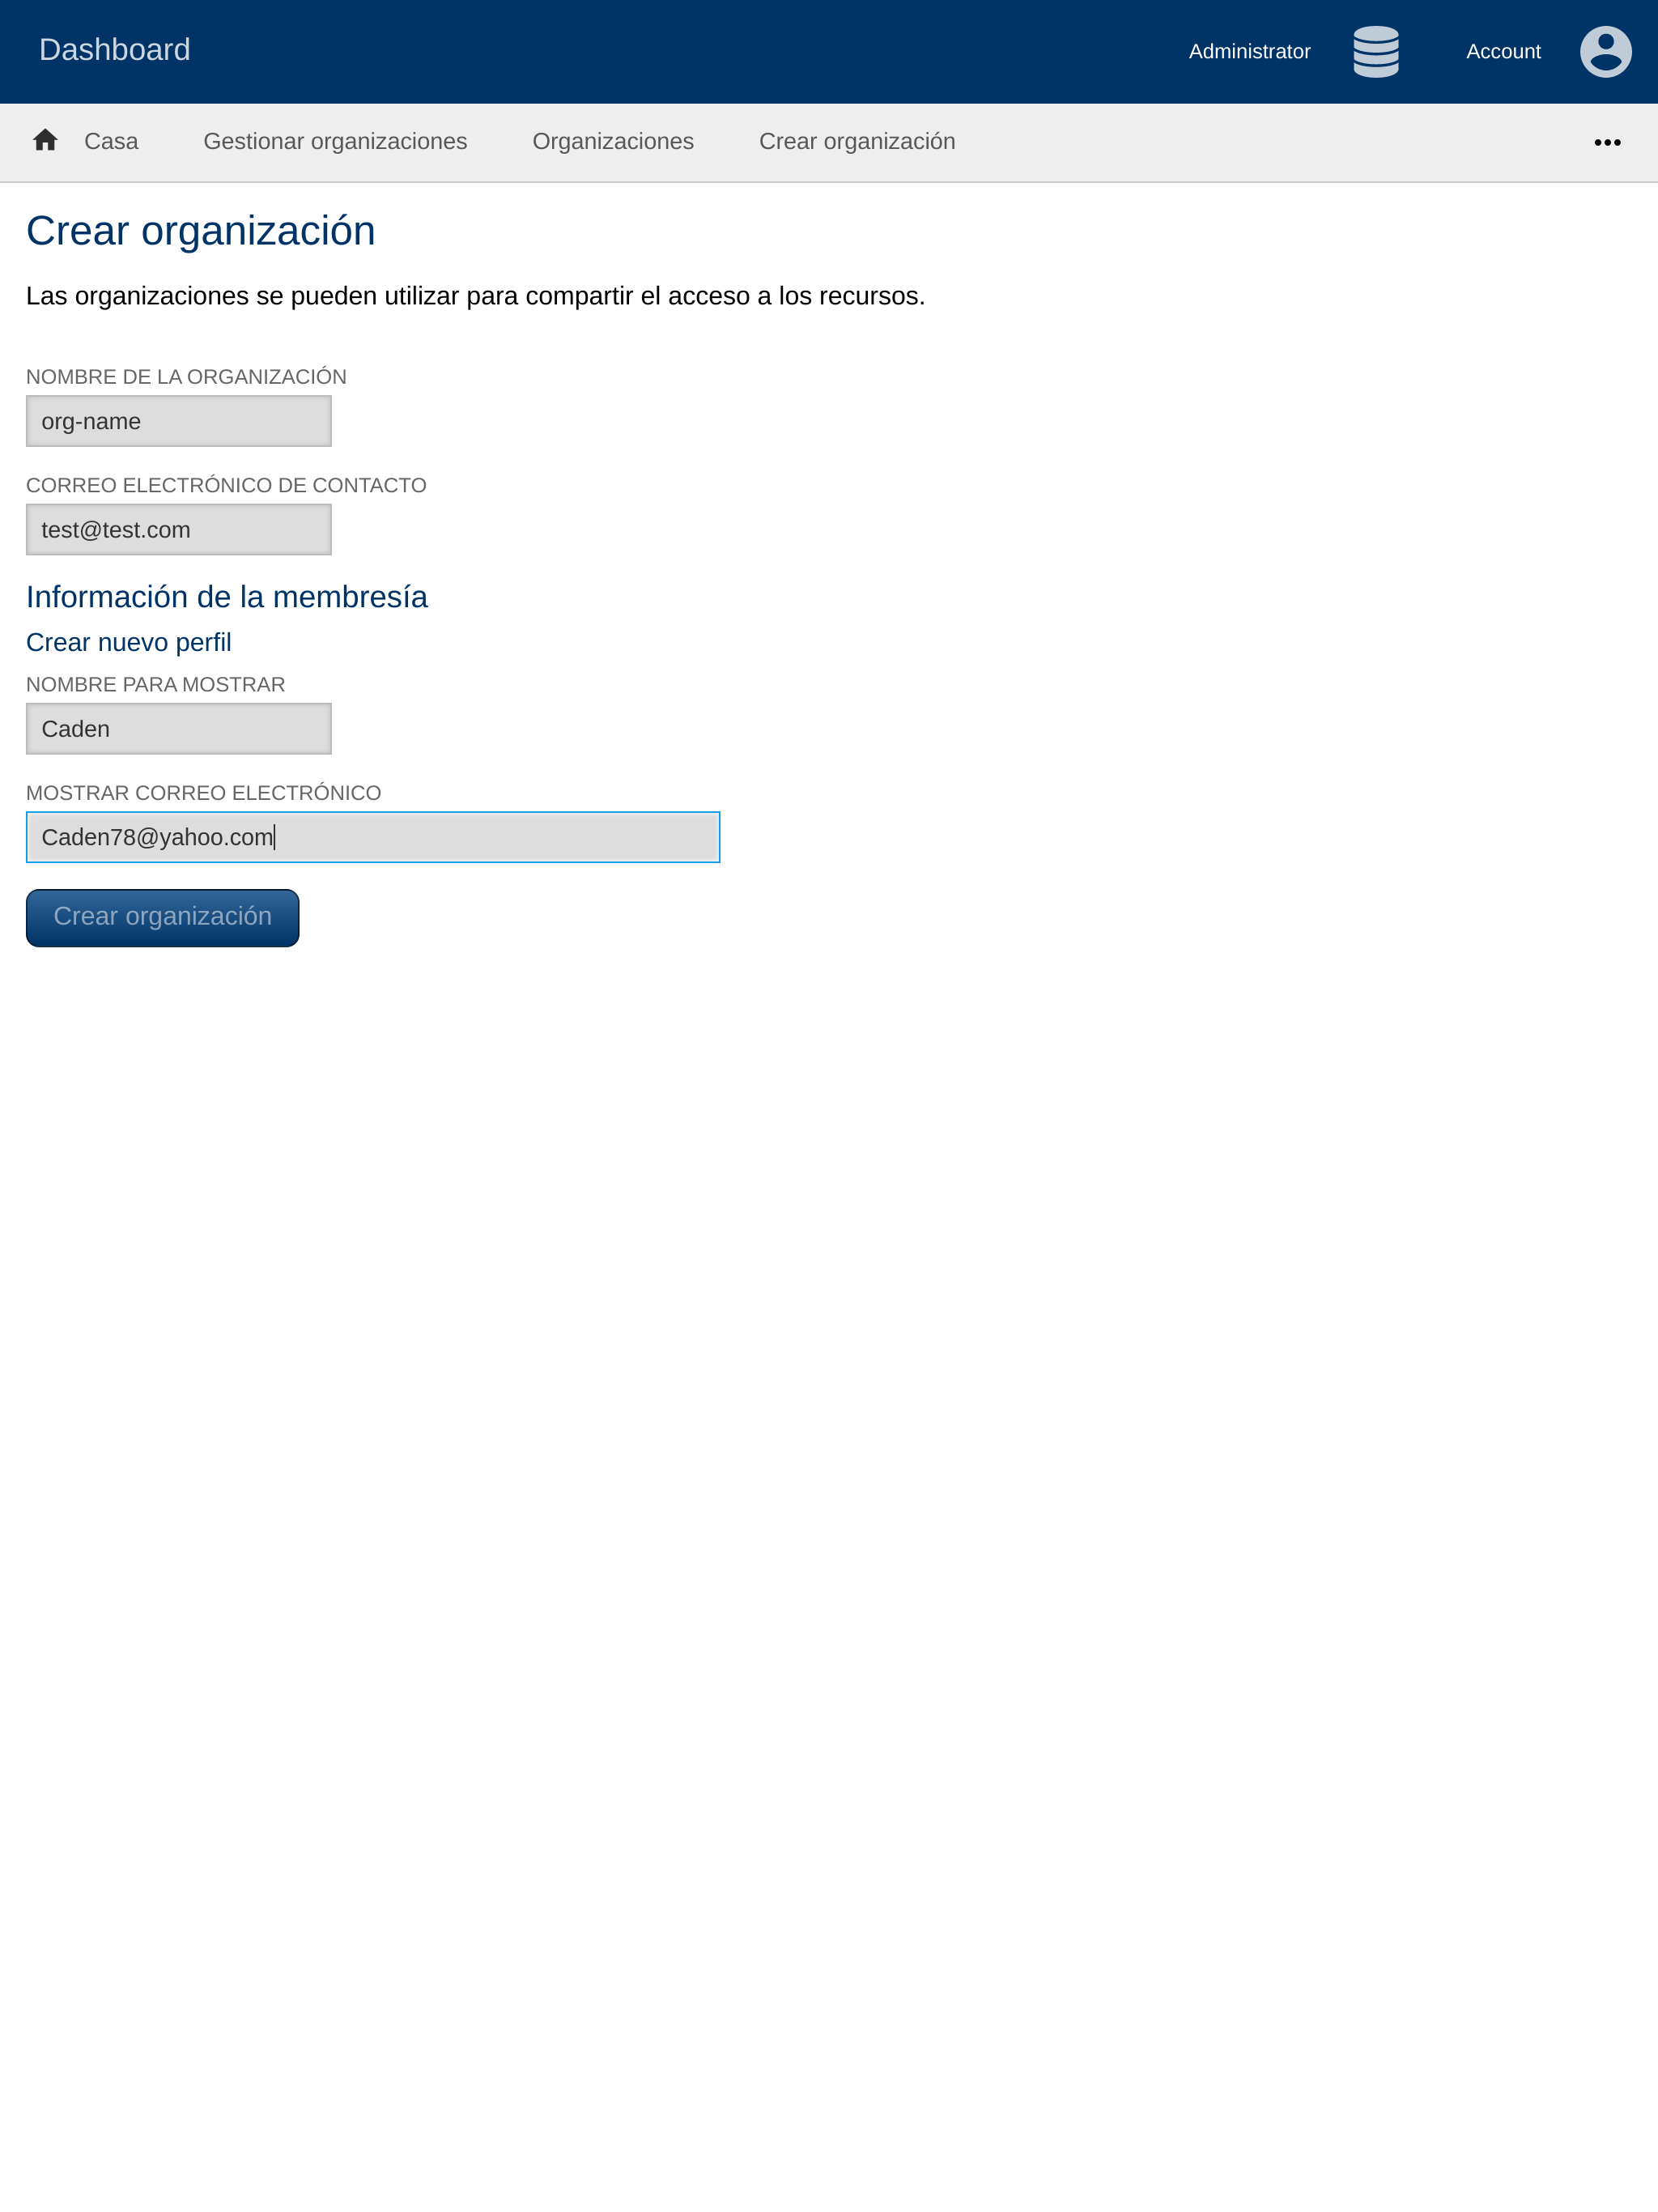 Dashboard
Administrator
Account
Casa
Gestionar organizaciones
Organizaciones
Crear organización
Crear organización
Las organizaciones se pueden utilizar para compartir el acceso a los recursos.
NOMBRE DE LA ORGANIZACIÓN
org-name
CORREO ELECTRÓNICO DE CONTACTO
test@test.com
Información de la membresía
Crear nuevo perfil
NOMBRE PARA MOSTRAR
Caden
MOSTRAR CORREO ELECTRÓNICO
Caden78@yahoo.com
Crear organización